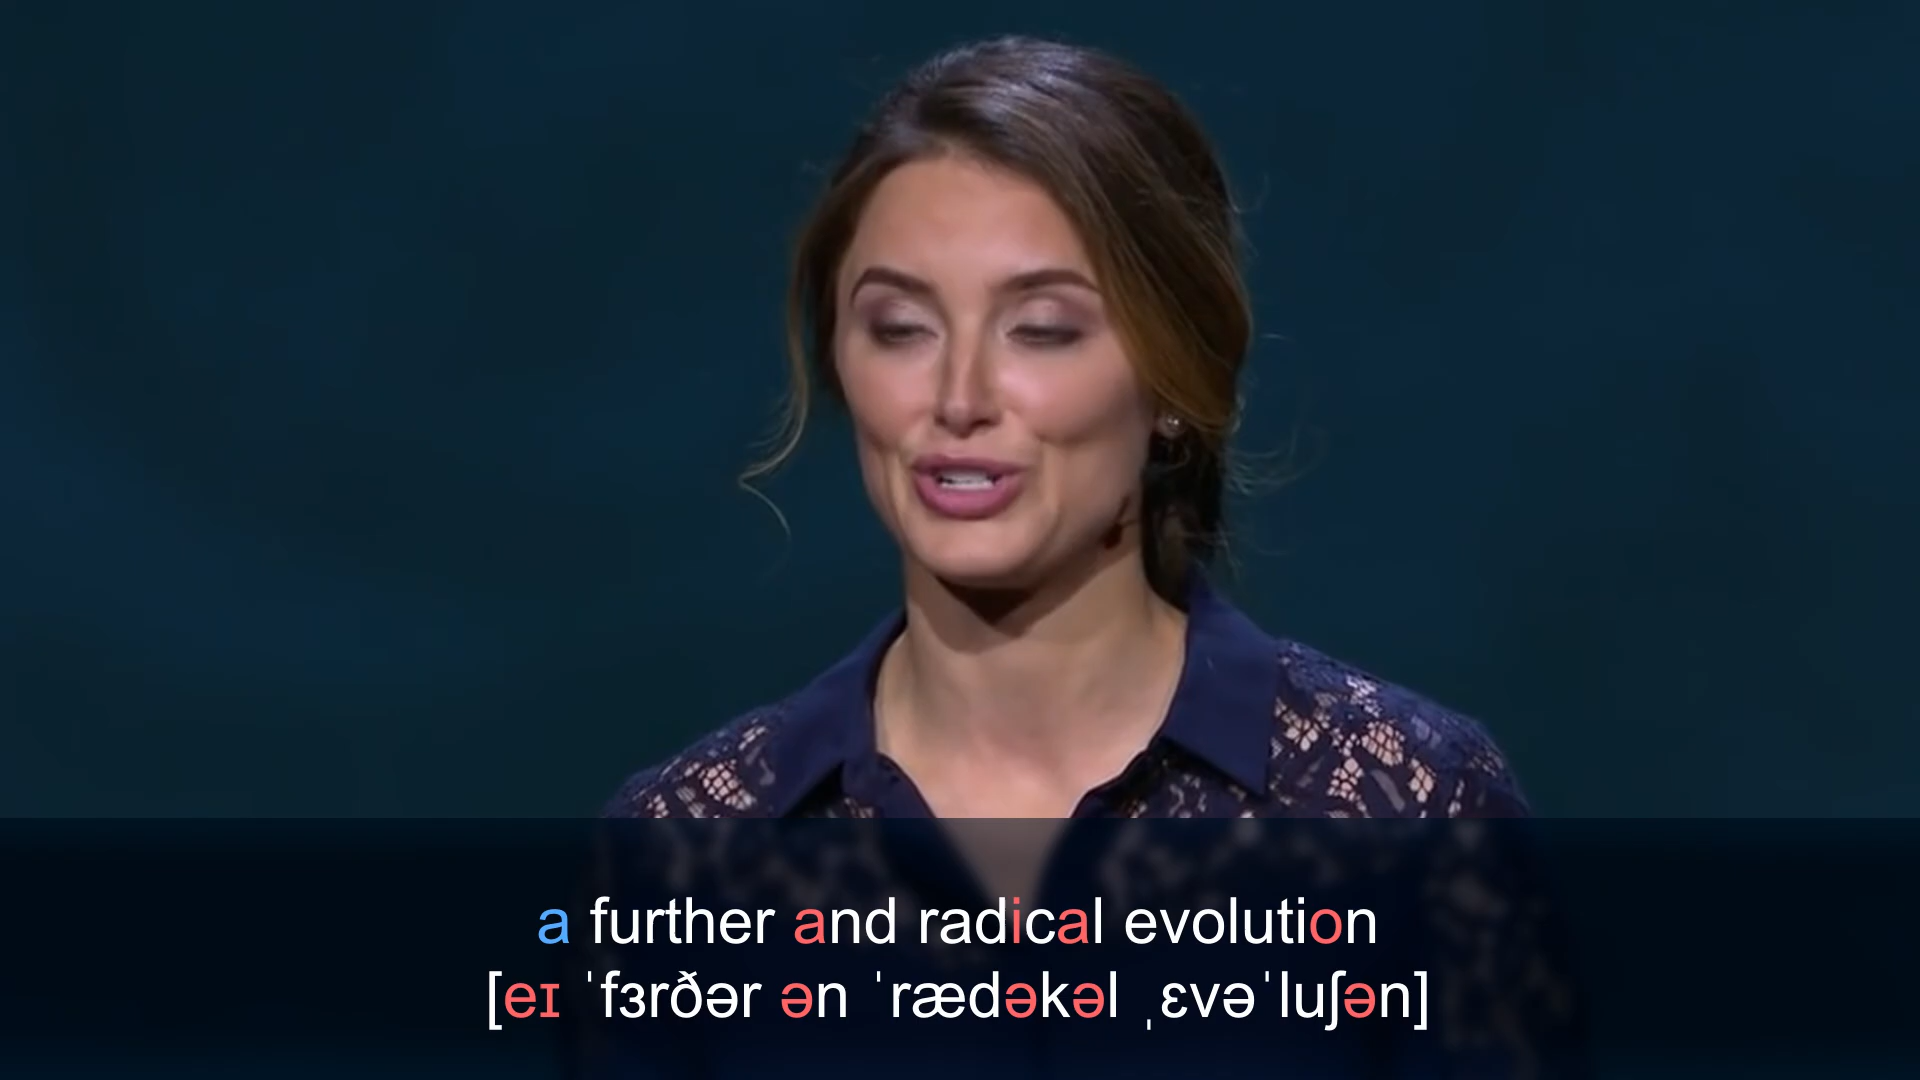 a further and radical evolution
[eɪ ˈfɜrðər ən ˈrædəkəl ˌɛvəˈluʃən]